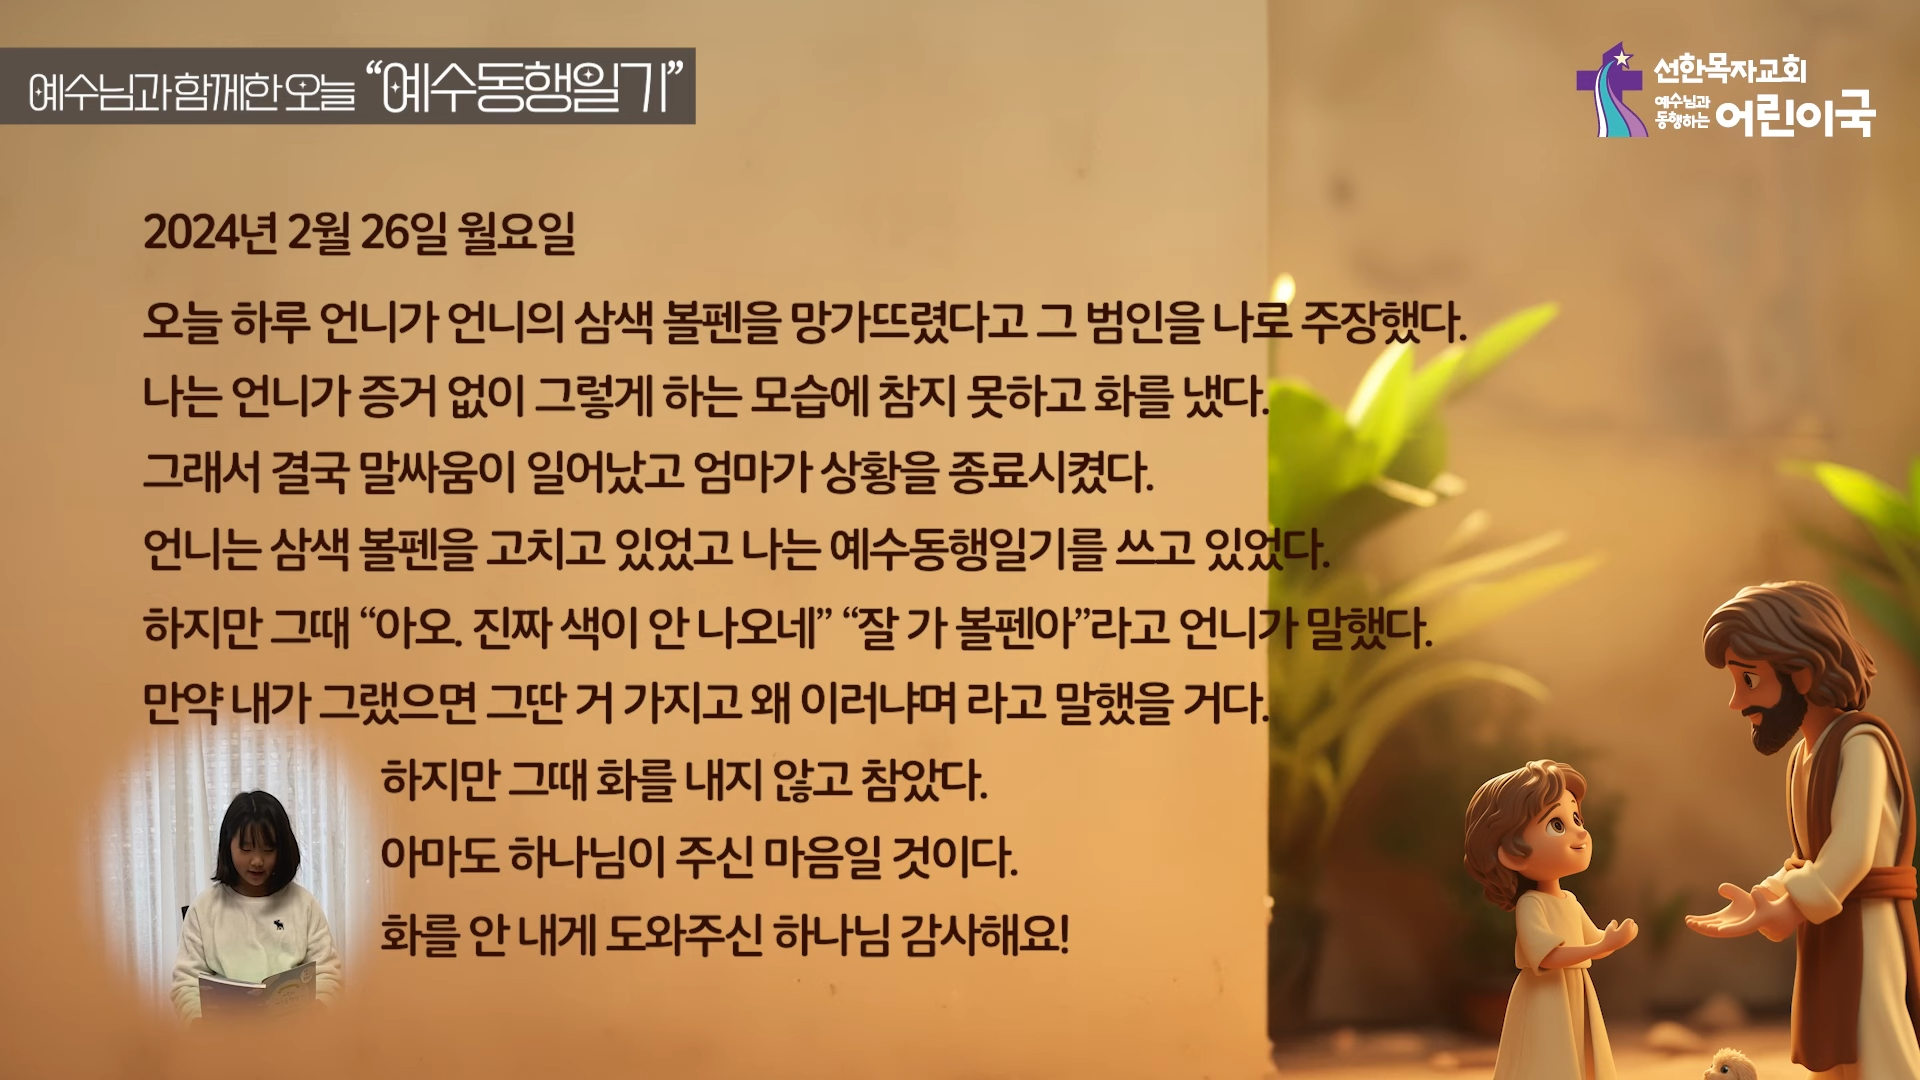 예수님과 함께한 오늘 “예수동행일기”
선한목자교회
예수님과 동행하는 어린이국
2024년 2월 26일 월요일
오늘 하루 언니가 언니의 삼색 볼펜을 망가뜨렸다고 그 범인을 나로 주장했다.
나는 언니가 증거 없이 그렇게 하는 모습에 참지 못하고 화를 냈다.
그래서 결국 말싸움이 일어났고 엄마가 상황을 종료시켰다.
언니는 삼색 볼펜을 고치고 있었고 나는 예수동행일기를 쓰고 있었다.
하지만 그때 “아오. 진짜 색이 안 나오네” “잘 가 볼펜아”라고 언니가 말했다.
만약 내가 그랬으면 그딴 거 가지고 왜 이러냐며 라고 말했을 거다.
하지만 그때 화를 내지 않고 참았다.
아마도 하나님이 주신 마음일 것이다.
화를 안 내게 도와주신 하나님 감사해요!